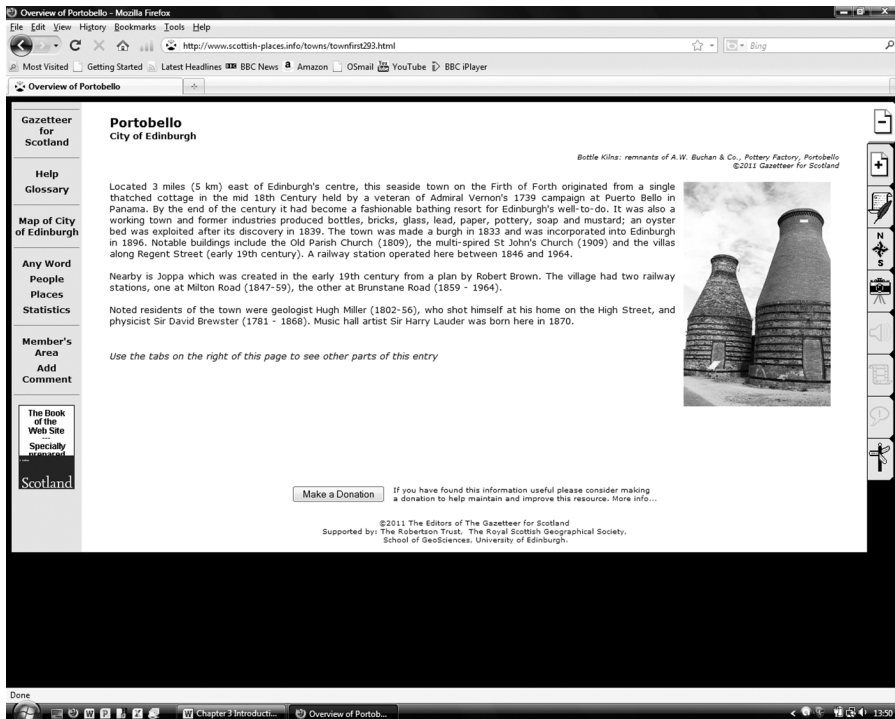 Overview of Portobello - Mozilla Firefox
File Edit View History Bookmarks Tools Help
http://www.scottish-places.info/towns/townfirst293.html
Bing
Most Visited Getting Started Latest Headlines BBC News Amazon OSmail YouTube BBC iPlayer
Overview of Portobello
Gazetteer
for
Scotland
Help
Glossary
Map of City
of Edinburgh
Any Word
People
Places
Statistics
Member's
Area
Add
Comment
The Book
of the
Web Site
---
Specially
prepared
Scotland
Portobello
City of Edinburgh
Bottle Kilns: remnants of A.W. Buchan & Co., Pottery Factory, Portobello
©2011 Gazetteer for Scotland
Located 3 miles (5 km) east of Edinburgh's centre, this seaside town on the Firth of Forth originated from a single
thatched cottage in the mid 18th Century held by a veteran of Admiral Vernon's 1739 campaign at Puerto Bello in
Panama. By the end of the century it had become a fashionable bathing resort for Edinburgh's well-to-do. It was also a
working town and former industries produced bottles, bricks, glass, lead, paper, pottery, soap and mustard; an oyster
bed was exploited after its discovery in 1839. The town was made a burgh in 1833 and was incorporated into Edinburgh
in 1896. Notable buildings include the Old Parish Church (1809), the multi-spired St John's Church (1909) and the villas
along Regent Street (early 19th century). A railway station operated here between 1846 and 1964.
Nearby is Joppa which was created in the early 19th century from a plan by Robert Brown. The village had two railway
stations, one at Milton Road (1847-59), the other at Brunstane Road (1859 - 1964).
Noted residents of the town were geologist Hugh Miller (1802-56), who shot himself at his home on the High Street, and
physicist Sir David Brewster (1781 - 1868). Music hall artist Sir Harry Lauder was born here in 1870.
Use the tabs on the right of this page to see other parts of this entry
Make a Donation
If you have found this information useful please consider making
a donation to help maintain and improve this resource. More info...
©2011 The Editors of The Gazetteer for Scotland
Supported by: The Robertson Trust, The Royal Scottish Geographical Society,
School of GeoSciences, University of Edinburgh.
N
S
Done
Chapter 3 Introducti...
Overview of Portob...
13:50